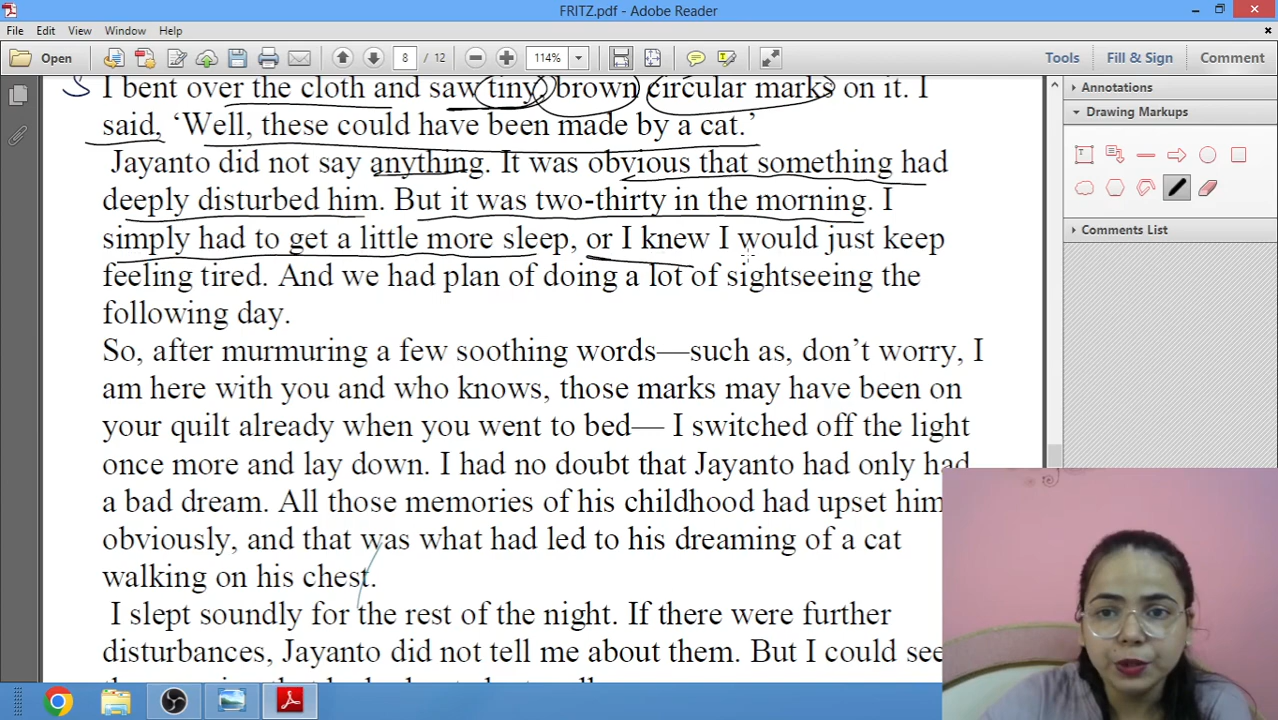 FRITZ.pdf - Adobe Reader
File Edit View Window Help
Open 8 / 12 114% Tools Fill & Sign Comment
I bent over the cloth and saw tiny, brown circular marks on it. I
said, ‘Well, these could have been made by a cat.’
Jayanto did not say anything. It was obvious that something had
deeply disturbed him. But it was two-thirty in the morning. I
simply had to get a little more sleep, or I knew I would just keep
feeling tired. And we had plan of doing a lot of sightseeing the
following day.
So, after murmuring a few soothing words—such as, don’t worry, I
am here with you and who knows, those marks may have been on
your quilt already when you went to bed— I switched off the light
once more and lay down. I had no doubt that Jayanto had only had
a bad dream. All those memories of his childhood had upset him
obviously, and that was what had led to his dreaming of a cat
walking on his chest.
I slept soundly for the rest of the night. If there were further
disturbances, Jayanto did not tell me about them. But I could see
Annotations
Drawing Markups
Comments List